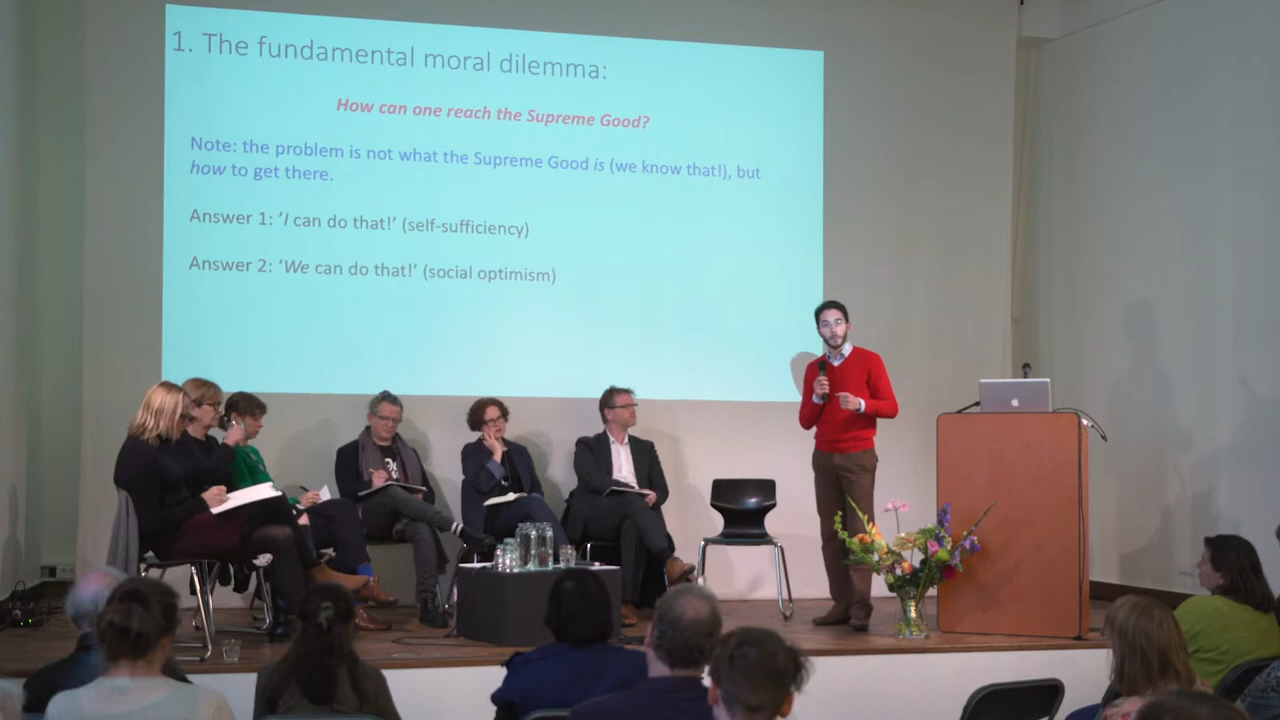 1. The fundamental moral dilemma:
How can one reach the Supreme Good?
Note: the problem is not what the Supreme Good is (we know that!), but
how to get there.
Answer 1: ‘I can do that!’ (self-sufficiency)
Answer 2: ‘We can do that!’ (social optimism)